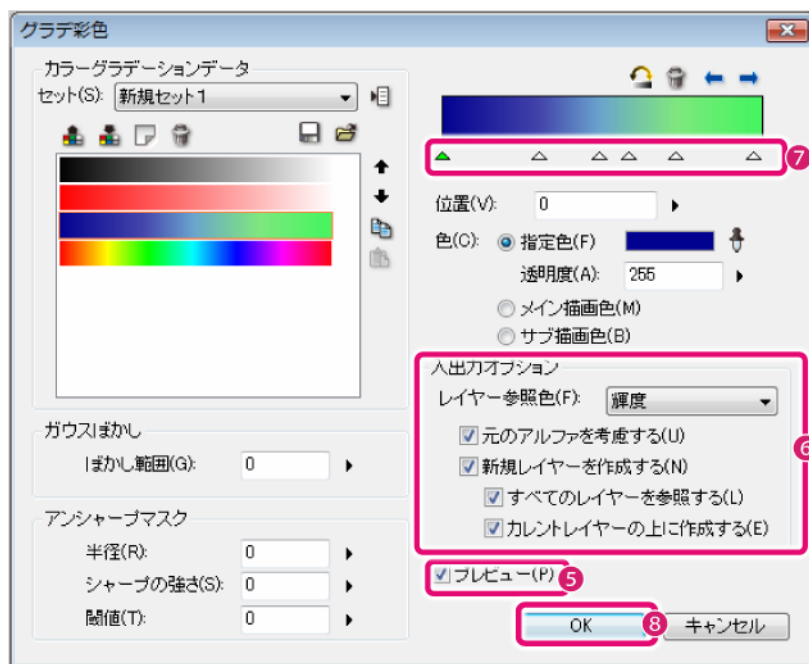 グラデ彩色
カラーグラデーションデータ
セット(S): 新規セット1
ガウスぼかし
ぼかし範囲(G): 0
アンシャープマスク
半径(R): 0
シャープの強さ(S): 0
閾値(T): 0
7
位置(V): 0
色(C): 指定色(F)
透明度(A): 255
メイン描画色(M)
サブ描画色(B)
入出力オプション
レイヤー参照色(F): 輝度
元のアルファを考慮する(U)
新規レイヤーを作成する(N)
すべてのレイヤーを参照する(L)
カレントレイヤーの上に作成する(E)
6
プレビュー(P) 5
OK 8 キャンセル